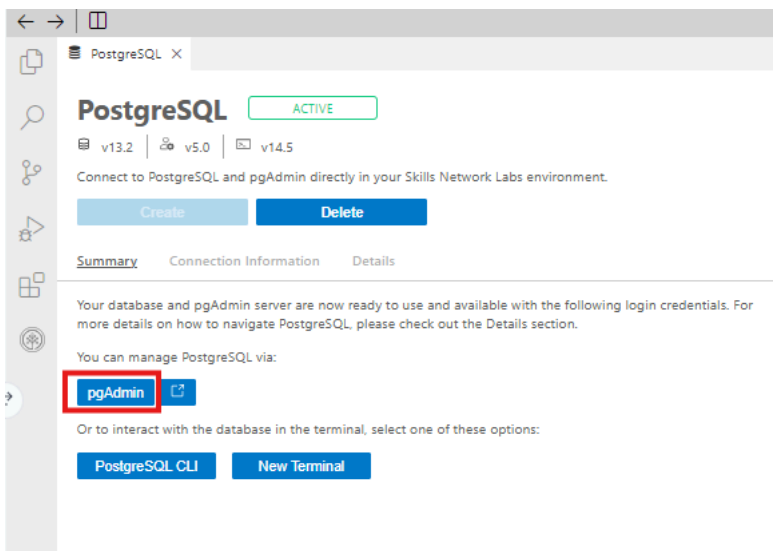 PostgreSQL
PostgreSQL ACTIVE
v13.2 v5.0 v14.5
Connect to PostgreSQL and pgAdmin directly in your Skills Network Labs environment.
Create Delete
Summary Connection Information Details
Your database and pgAdmin server are now ready to use and available with the following login credentials. For
more details on how to navigate PostgreSQL, please check out the Details section.
You can manage PostgreSQL via:
pgAdmin
Or to interact with the database in the terminal, select one of these options:
PostgreSQL CLI New Terminal